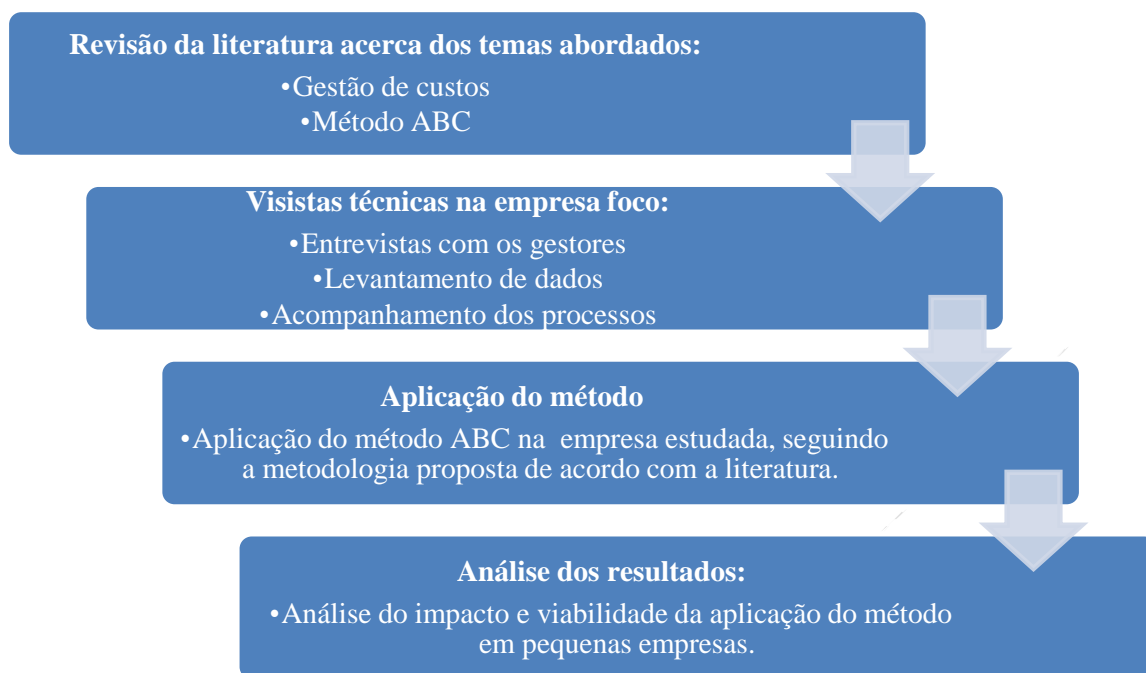 Revisão da literatura acerca dos temas abordados:
•Gestão de custos
•Método ABC
Visistas técnicas na empresa foco:
•Entrevistas com os gestores
•Levantamento de dados
•Acompanhamento dos processos
Aplicação do método
•Aplicação do método ABC na empresa estudada, seguindo
a metodologia proposta de acordo com a literatura.
Análise dos resultados:
•Análise do impacto e viabilidade da aplicação do método
em pequenas empresas.